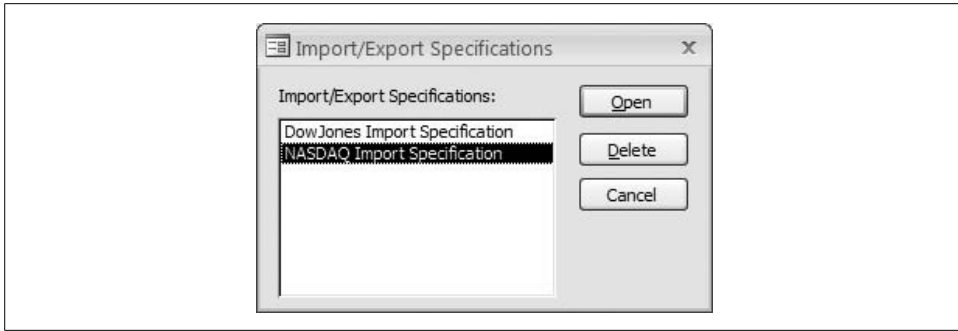 Import/Export Specifications
Import/Export Specifications:
DowJones Import Specification
NASDAQ Import Specification
Open
Delete
Cancel